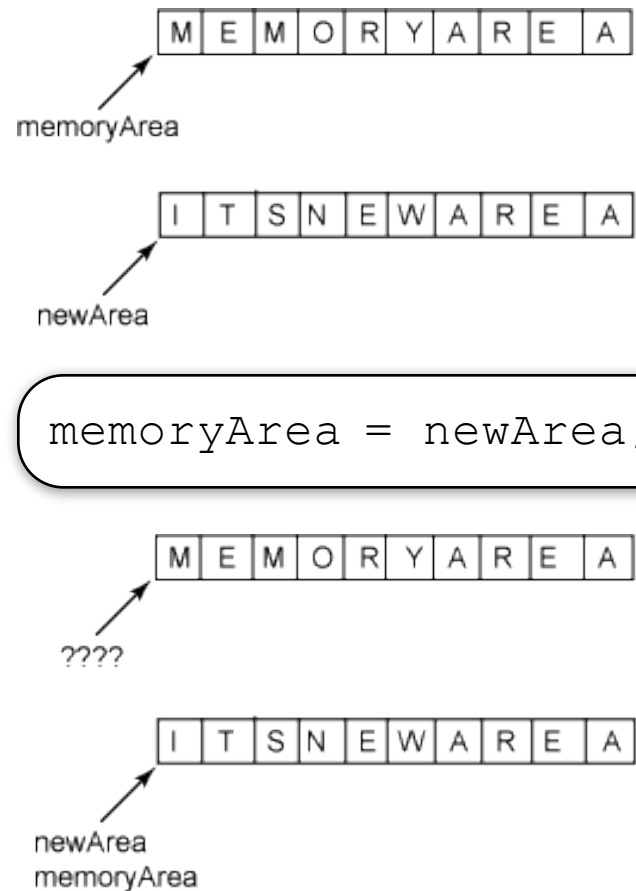 M E M O R Y A R E A
memoryArea
I T S N E W A R E A
newArea
memoryArea = newArea
M E M O R Y A R E A
????
I T S N E W A R E A
newArea
memoryArea